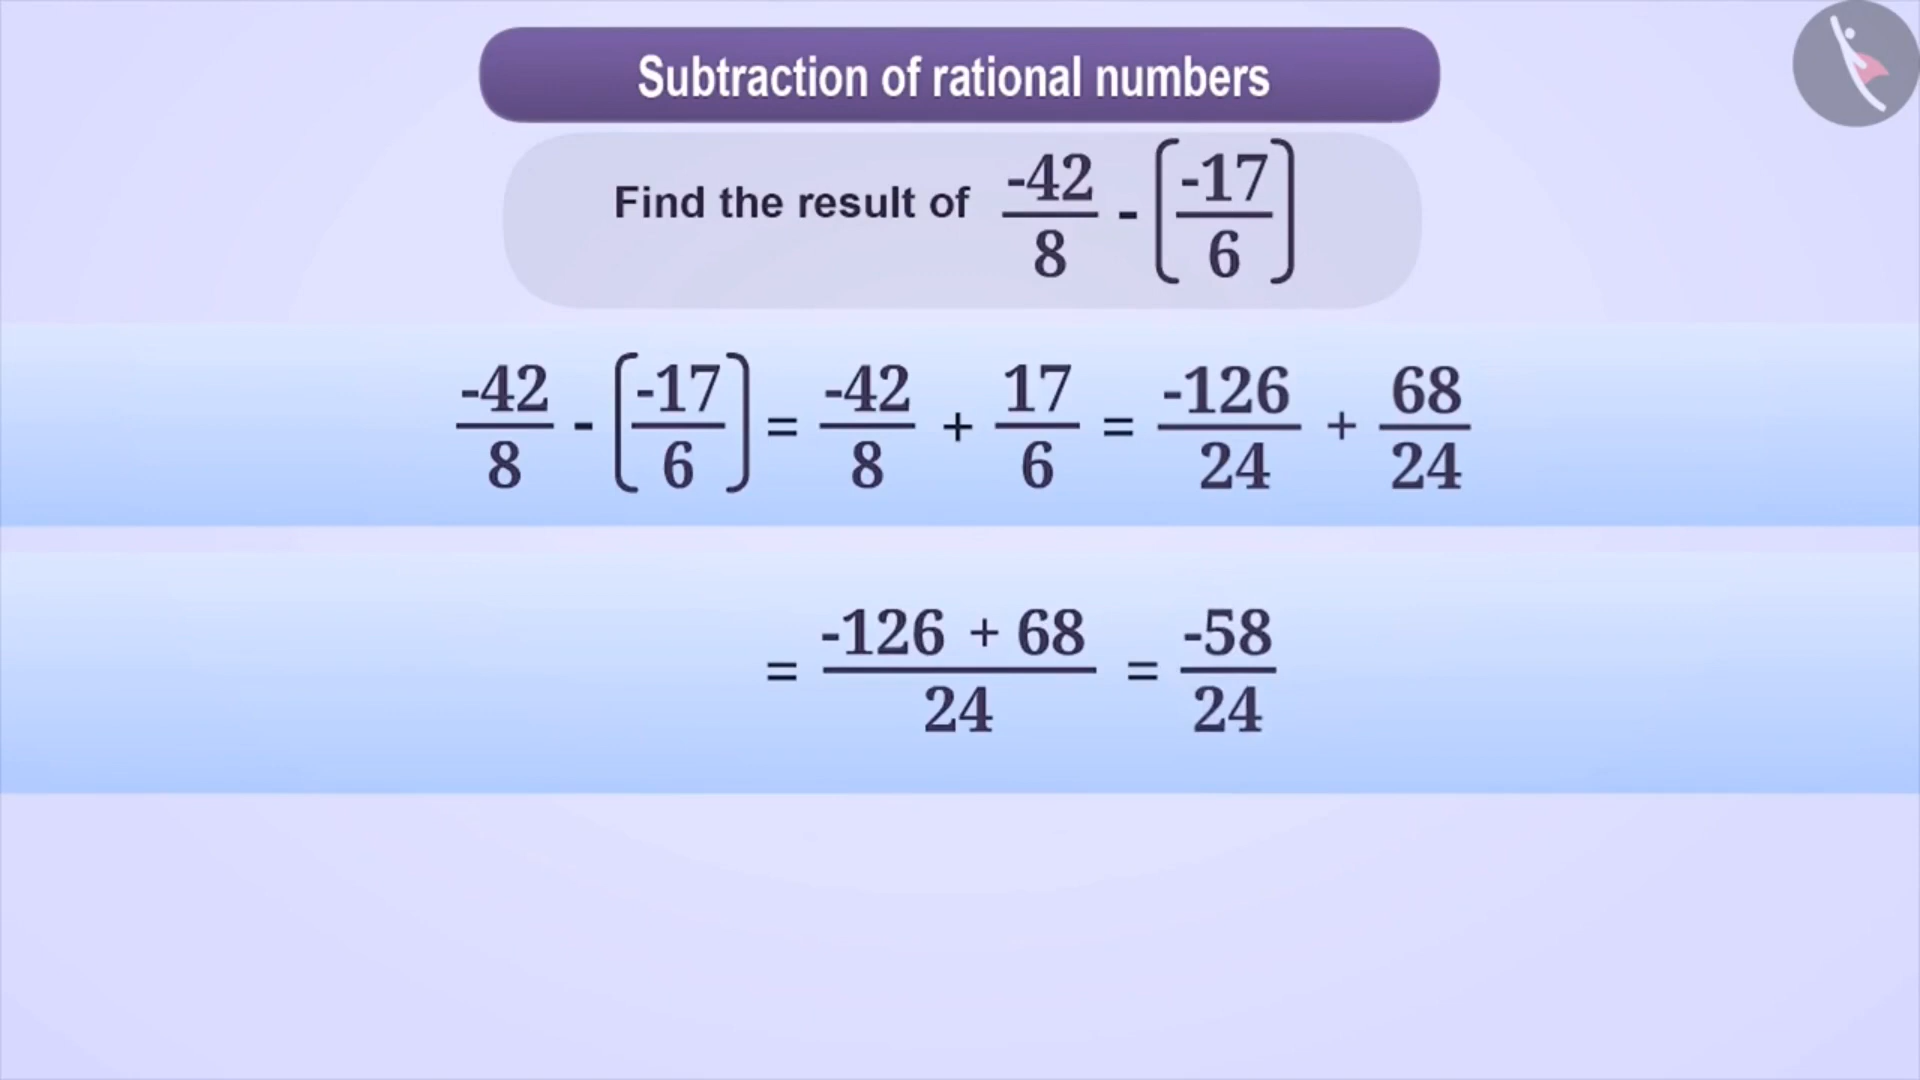 Subtraction of rational numbers
Find the result of -42/8 - (-17/6)
-42/8 - (-17/6) = -42/8 + 17/6 = -126/24 + 68/24
= -126 + 68/24 = -58/24